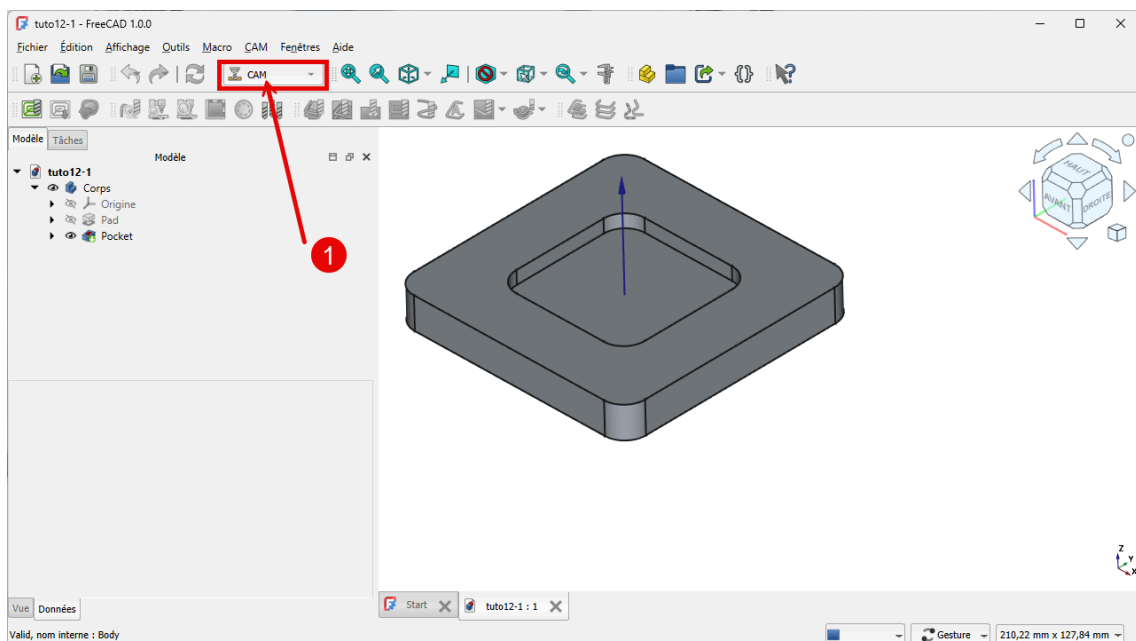 tuto12-1 - FreeCAD 1.0.0
Fichier Édition Affichage Outils Macro CAM Fenêtres Aide
CAM
Modèle Tâches
Modèle
tuto12-1
Corps
Origine
Pad
Pocket
1
HAUT
AVANT DROITE
Z
Y
X
Vue Données
Start tuto12-1 : 1
Valid, nom interne : Body
Gesture 210,22 mm x 127,84 mm